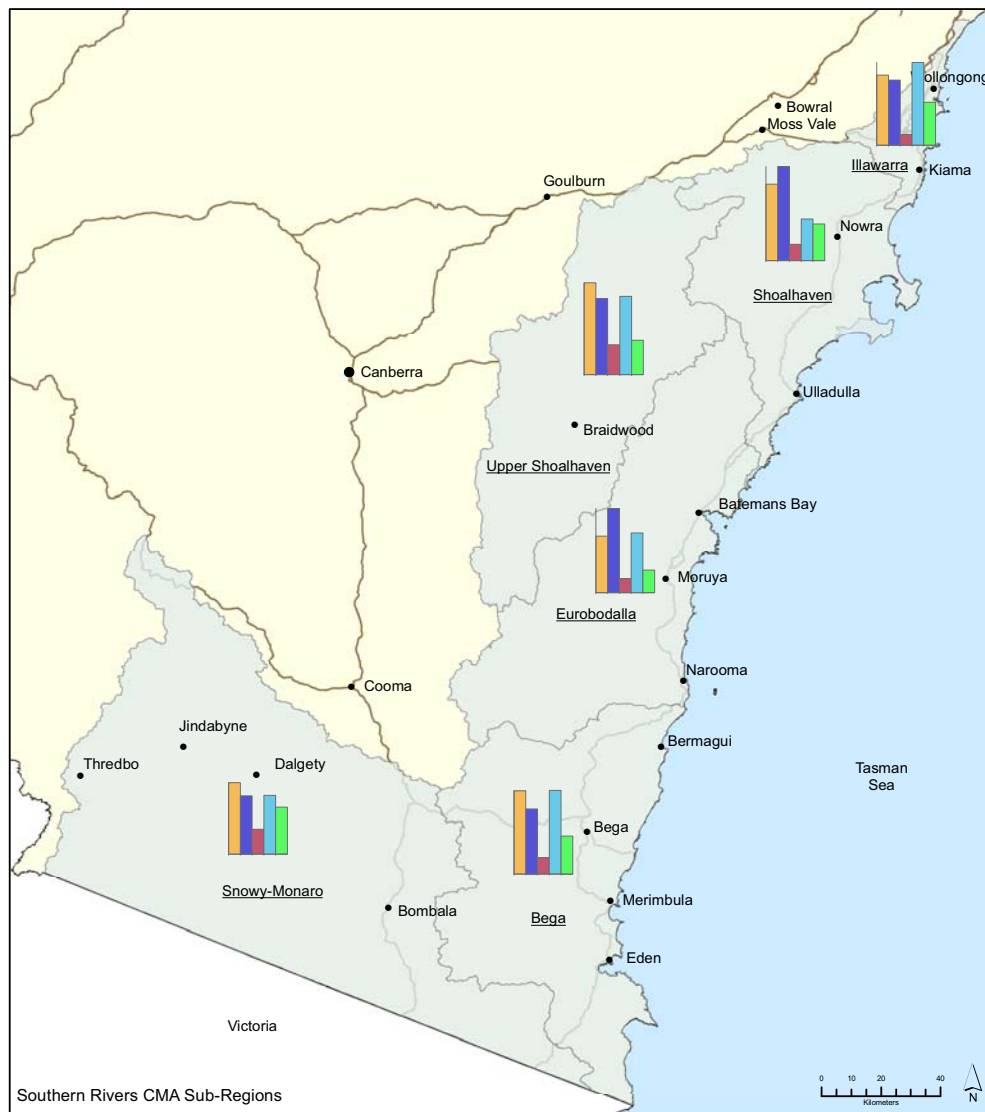 ollongong
Bowral
Moss Vale
Illawarra
Kiama
Goulburn
Nowra
Shoalhaven
Canberra
Ulladulla
Braidwood
Upper Shoalhaven
Batemans Bay
Moruya
Eurobodalla
Narooma
Cooma
Jindabyne
Bermagui
Thredbo
Dalgety
Tasman
Sea
Bega
Snowy-Monaro
Merimbula
Bombala
Bega
Eden
Victoria
Southern Rivers CMA Sub-Regions
0 10 20 30 40
Kilometers
N